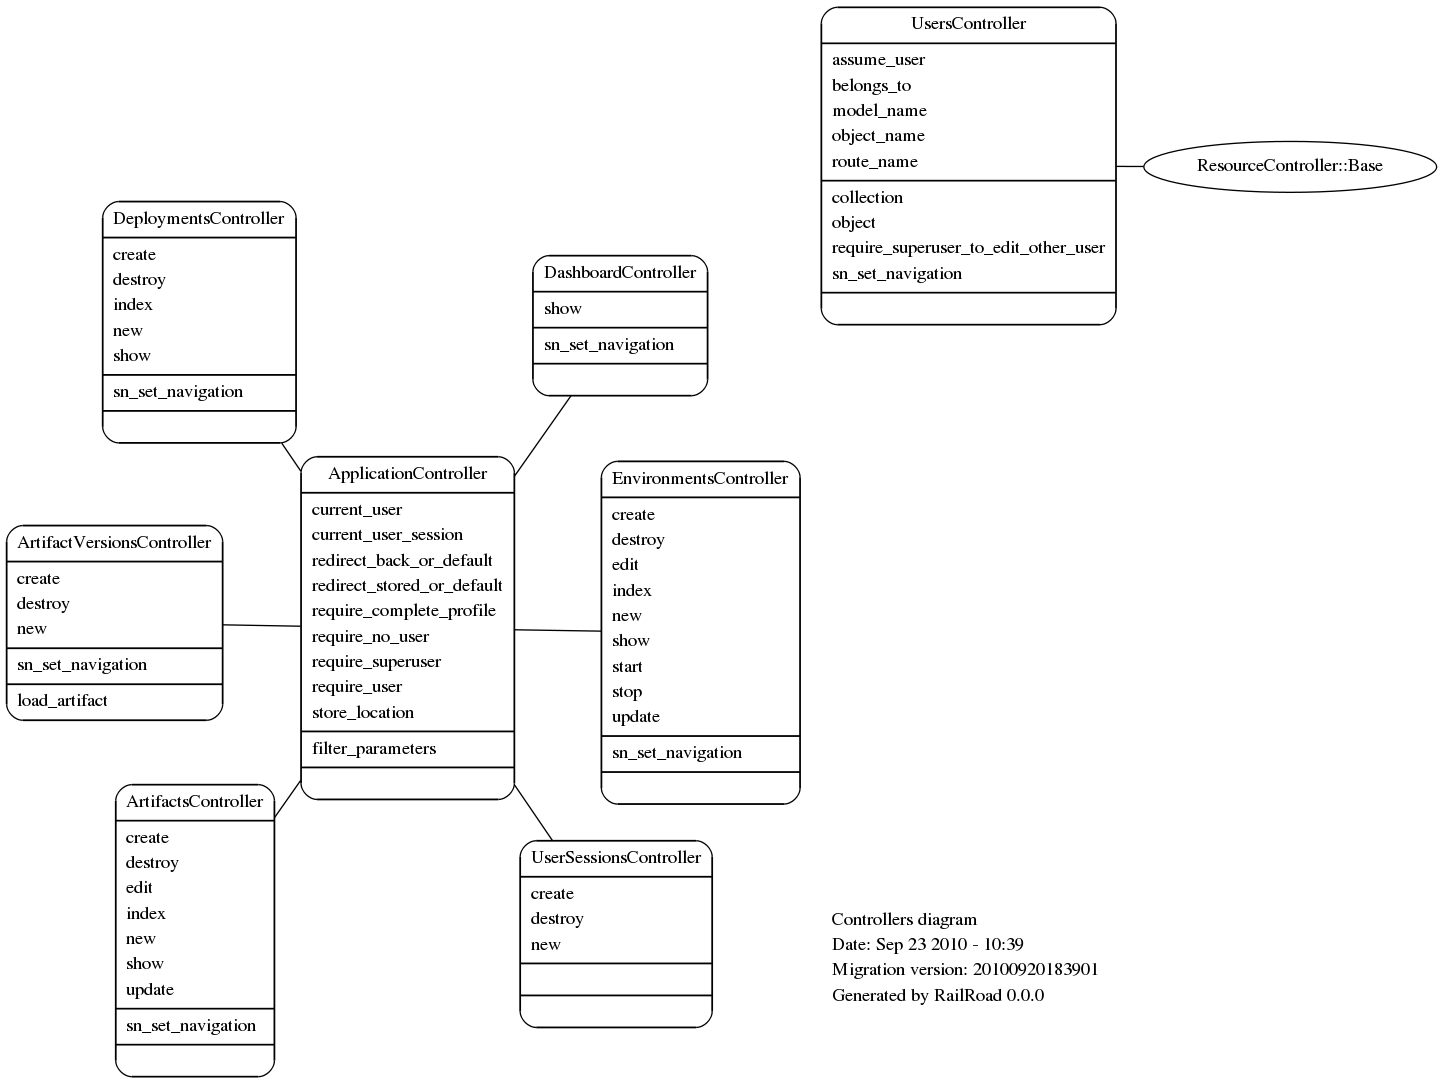 UsersController
assume_user
belongs_to
model_name
object_name
route_name
collection
object
require_superuser_to_edit_other_user
sn_set_navigation
ResourceController::Base
DeploymentsController
create
destroy
index
new
show
sn_set_navigation
DashboardController
show
sn_set_navigation
ApplicationController
current_user
current_user_session
redirect_back_or_default
redirect_stored_or_default
require_complete_profile
require_no_user
require_superuser
require_user
store_location
filter_parameters
EnvironmentsController
create
destroy
edit
index
new
show
start
stop
update
sn_set_navigation
ArtifactVersionsController
create
destroy
new
sn_set_navigation
load_artifact
ArtifactsController
create
destroy
edit
index
new
show
update
sn_set_navigation
UserSessionsController
create
destroy
new
Controllers diagram
Date: Sep 23 2010 - 10:39
Migration version: 20100920183901
Generated by RailRoad 0.0.0